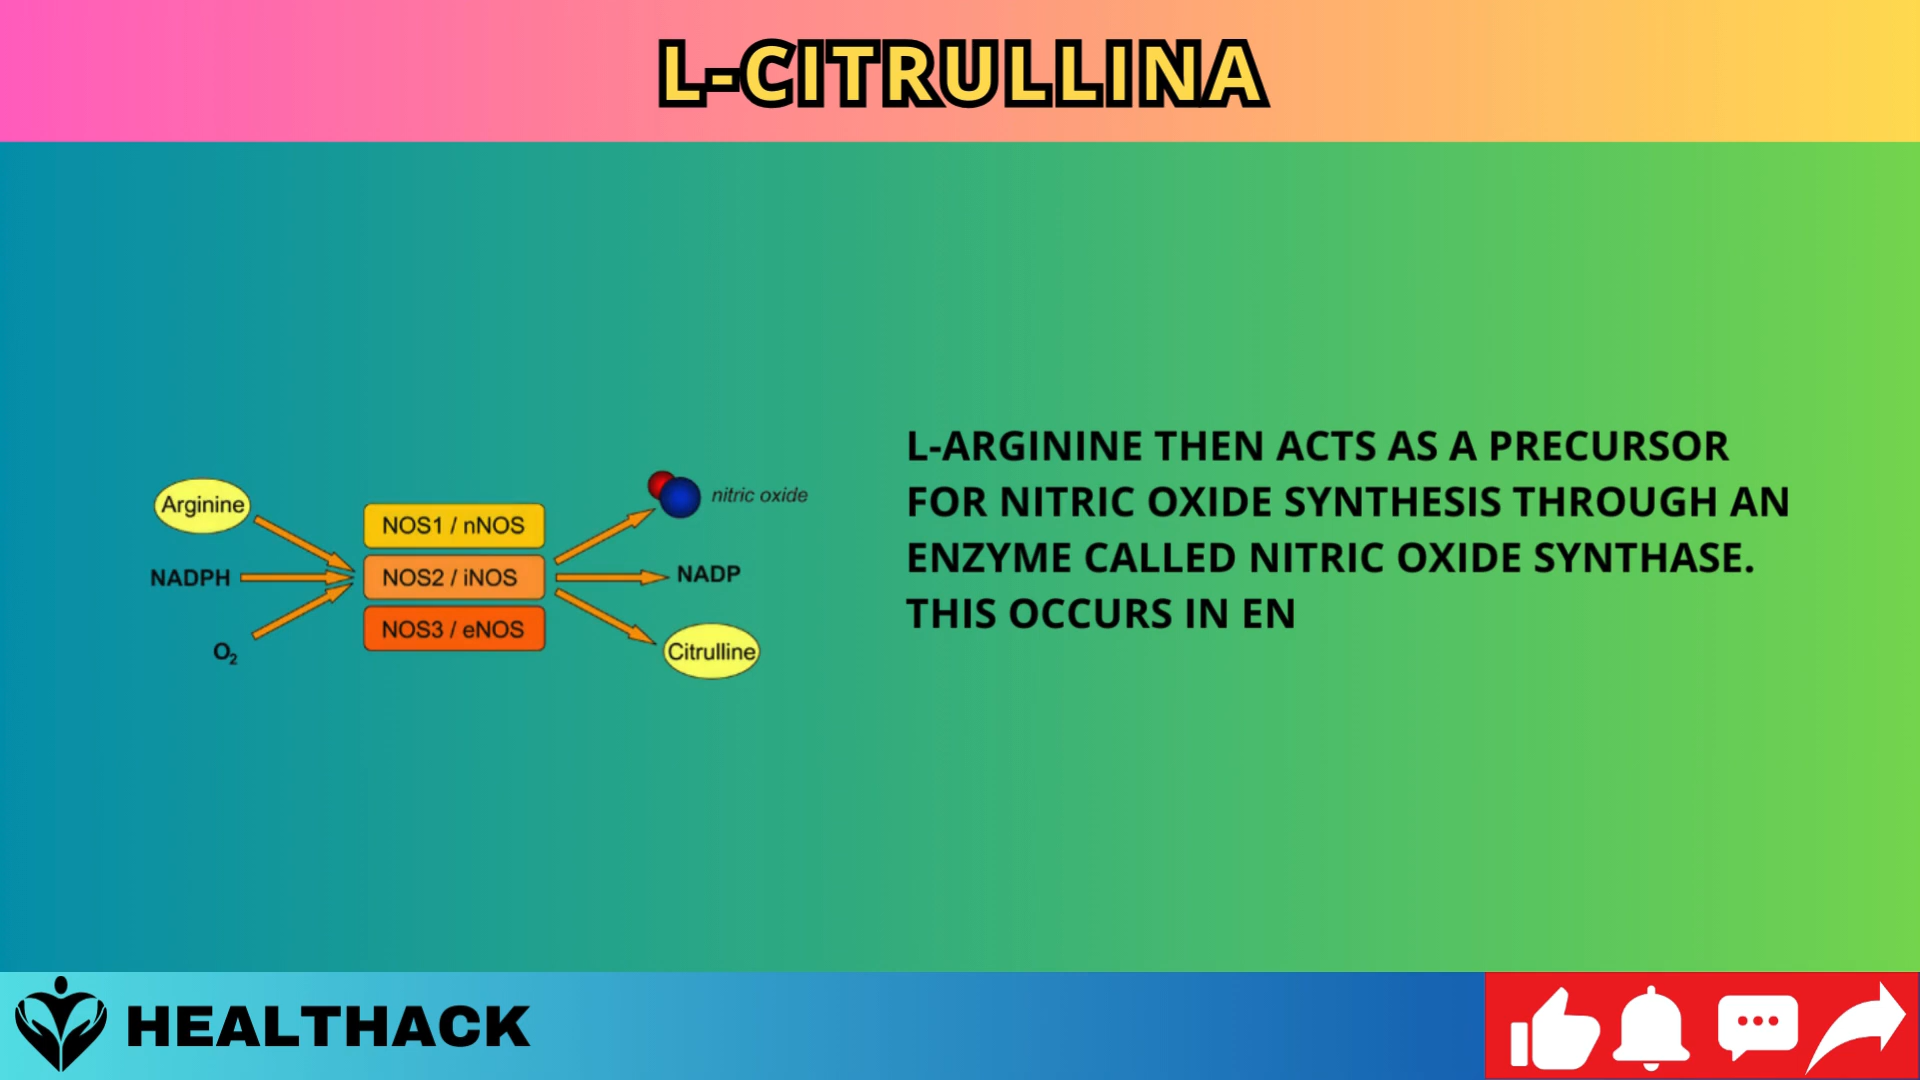 L-CITRULLINA
Arginine
NADPH
O₂
NOS1 / nNOS
NOS2 / iNOS
NOS3 / eNOS
nitric oxide
NADP
Citrulline
L-ARGININE THEN ACTS AS A PRECURSOR
FOR NITRIC OXIDE SYNTHESIS THROUGH AN
ENZYME CALLED NITRIC OXIDE SYNTHASE.
THIS OCCURS IN EN
HEALTHACK